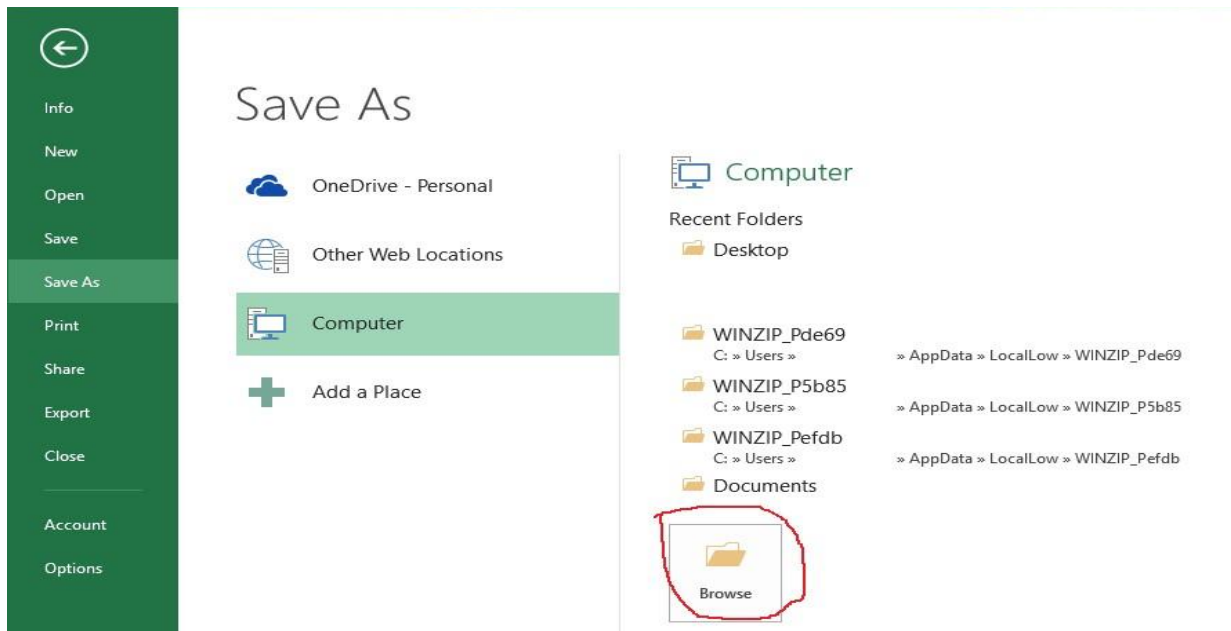 Info
New
Open
Save
Save As
Print
Share
Export
Close
Account
Options
Save As
OneDrive - Personal
Other Web Locations
Computer
Add a Place
Computer
Recent Folders
Desktop
WINZIP_Pde69
C: » Users » » AppData » LocalLow » WINZIP_Pde69
WINZIP_P5b85
C: » Users » » AppData » LocalLow » WINZIP_P5b85
WINZIP_Pefdb
C: » Users » » AppData » LocalLow » WINZIP_Pefdb
Documents
Browse